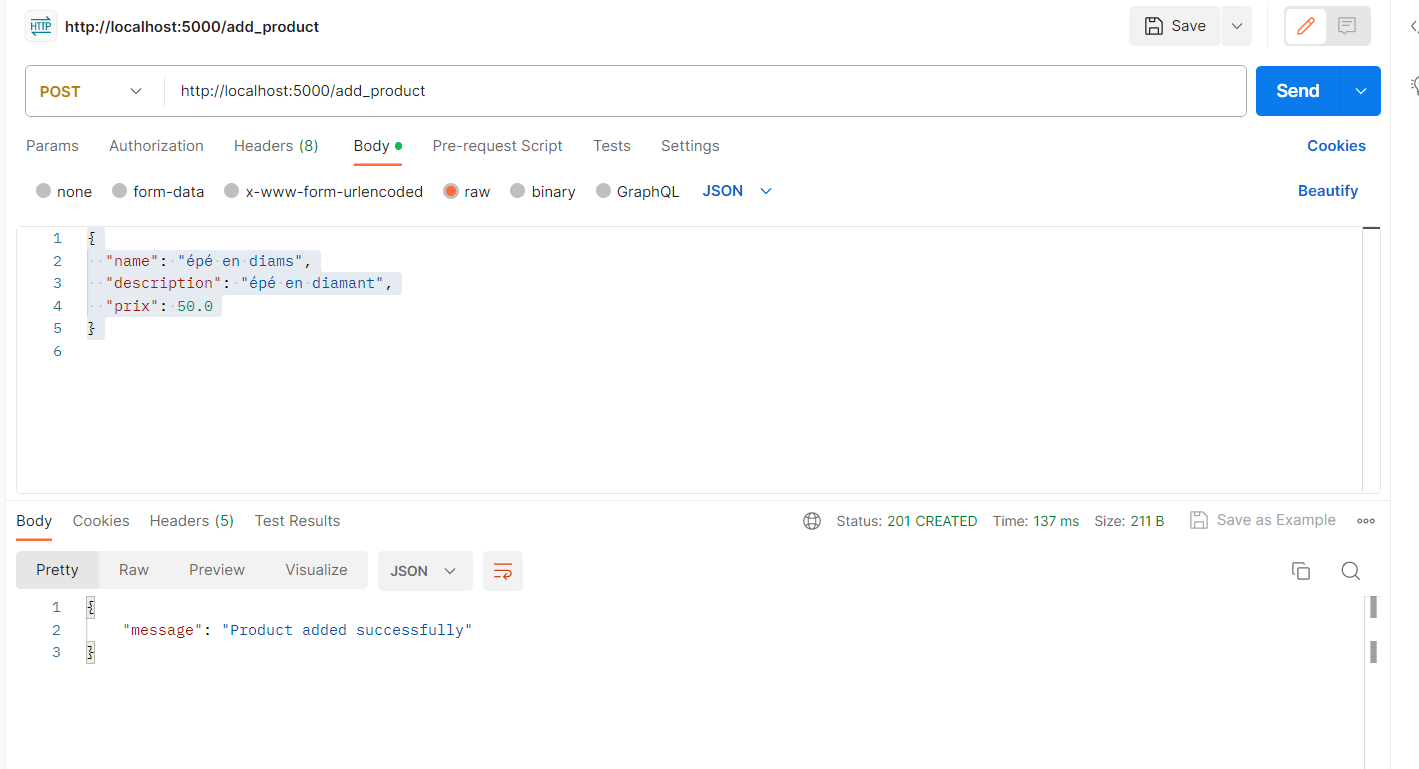 HTTP http://localhost:5000/add_product Save
POST http://localhost:5000/add_product Send
Params Authorization Headers (8) Body Pre-request Script Tests Settings Cookies
none form-data x-www-form-urlencoded raw binary GraphQL JSON Beautify
1 {
2 "name": "épé en diams",
3 "description": "épé en diamant",
4 "prix": 50.0
5 }
6
Body Cookies Headers (5) Test Results Status: 201 CREATED Time: 137 ms Size: 211 B Save as Example
Pretty Raw Preview Visualize JSON
1 {
2 "message": "Product added successfully"
3 }